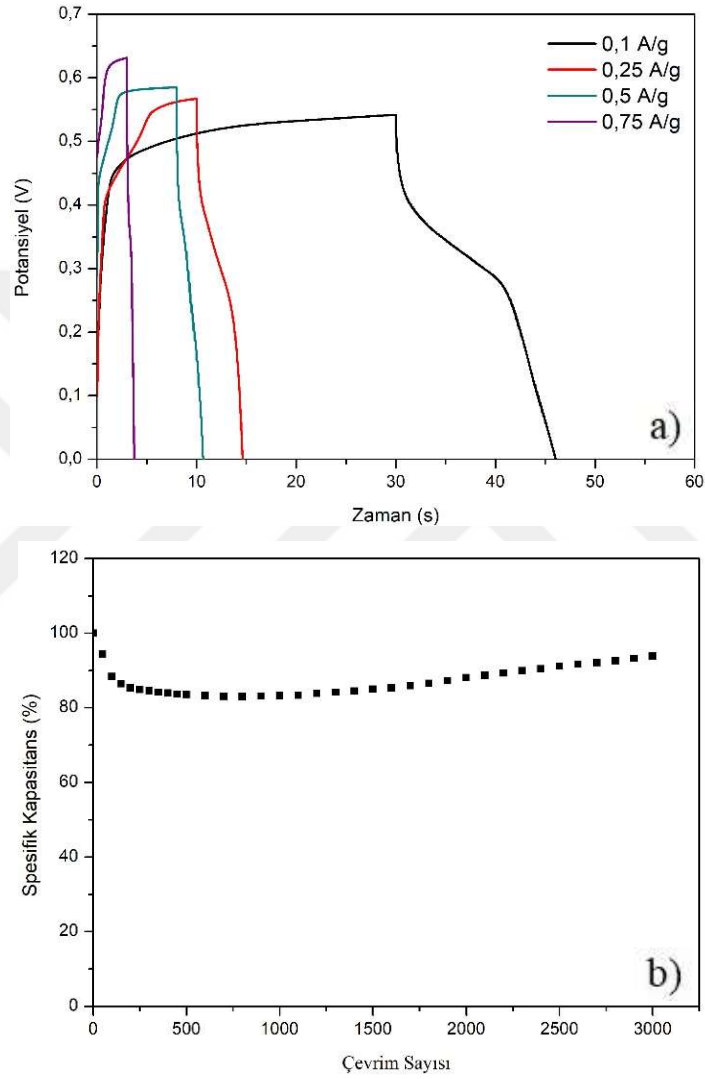 0,7
0,6
0,5
0,4
0,3
0,2
0,1
0,0
Potansiyel (V)
0,1 A/g
0,25 A/g
0,5 A/g
0,75 A/g
a)
0 10 20 30 40 50 60
Zaman (s)
120
100
80
60
40
20
0
Spesifik Kapasitans (%)
b)
0 500 1000 1500 2000 2500 3000
Çevrim Sayısı